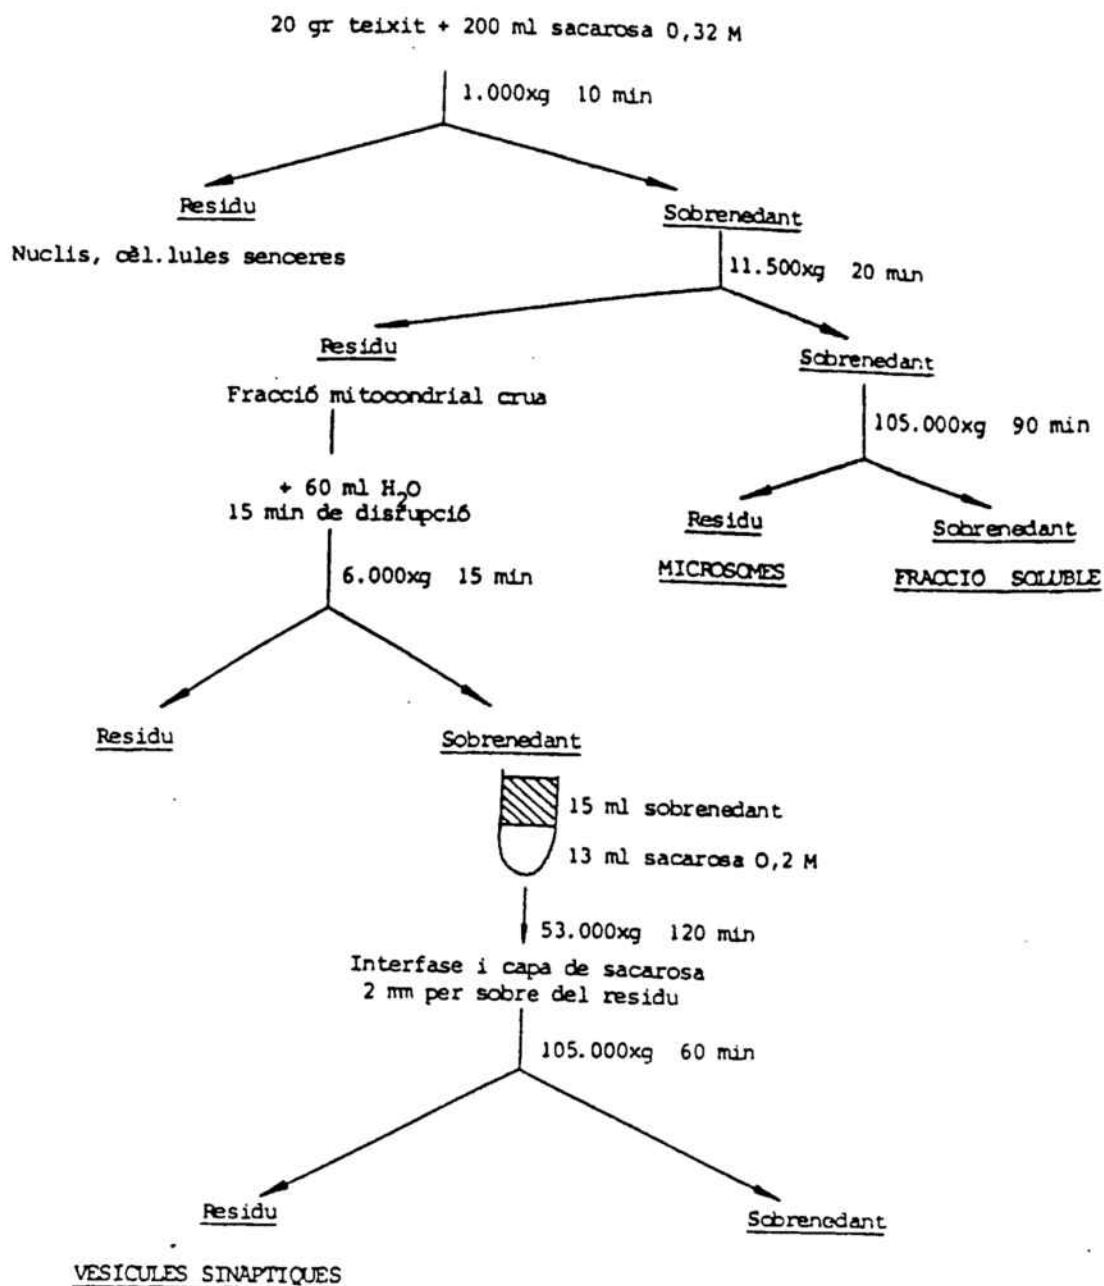 20 gr teixit + 200 ml sacarosa 0,32 M
1.000xg 10 min
Residu
Sobrenedant
Nuclis, cèl.lules senceres
11.500xg 20 min
Residu
Sobrenedant
Fracció mitocondrial crua
105.000xg 90 min
+ 60 ml H₂O
15 min de disrupció
Residu
Sobrenedant
6.000xg 15 min
MICROSOMES
FRACCIO SOLUBLE
Residu
Sobrenedant
15 ml sobrenedant
13 ml sacarosa 0,2 M
53.000xg 120 min
Interfase i capa de sacarosa
2 mm per sobre del residu
105.000xg 60 min
Residu
Sobrenedant
VESICULES SINAPTIQUES